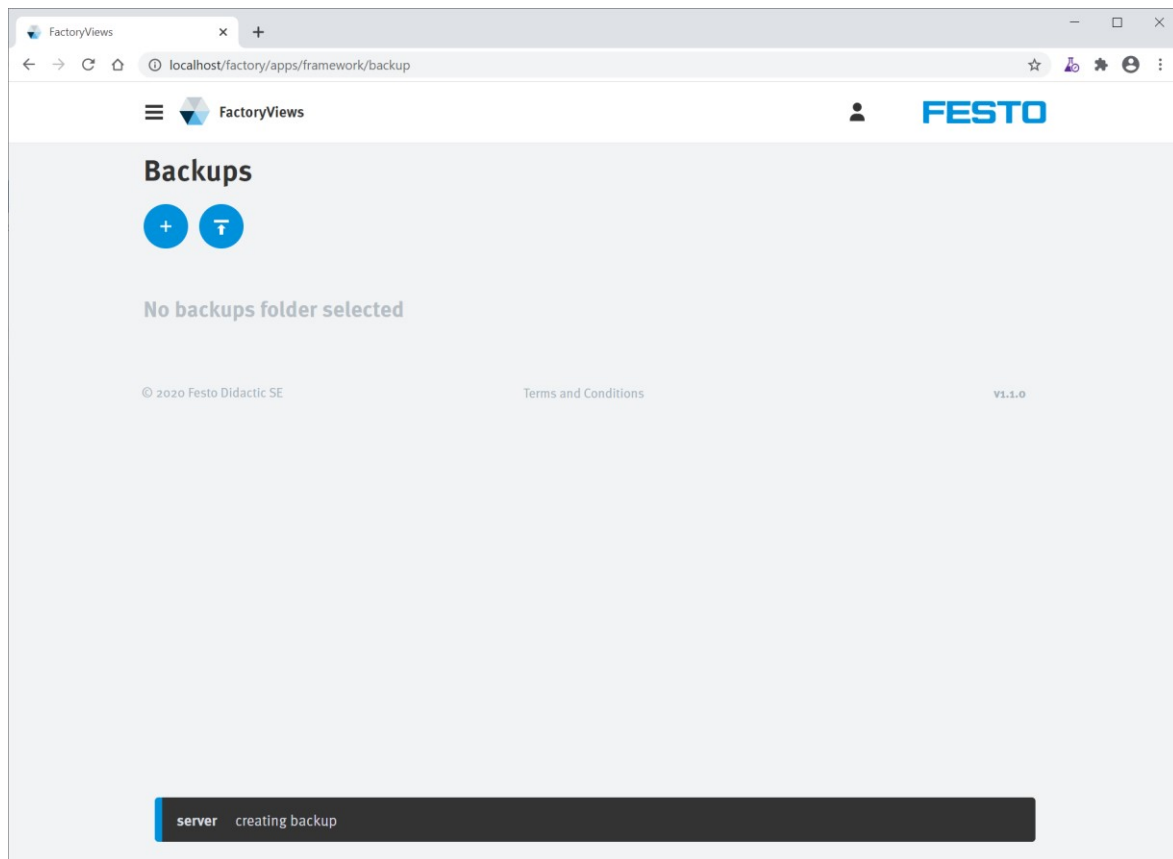 FactoryViews
localhost/factory/apps/framework/backup
FactoryViews
FESTO
Backups
No backups folder selected
© 2020 Festo Didactic SE Terms and Conditions V1.1.0
server creating backup